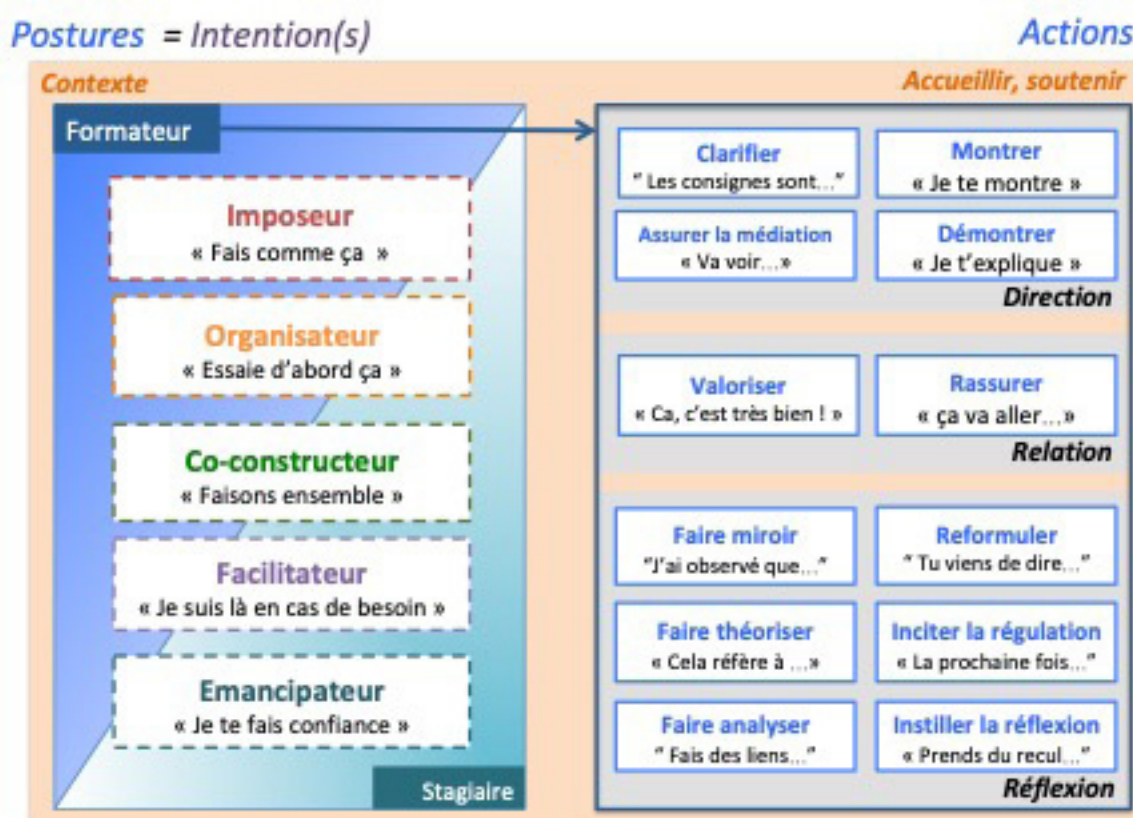 Postures = Intention(s)
Actions
Contexte
Accueillir, soutenir
Formateur
Imposeur
« Fais comme ça »
Organisateur
« Essaie d'abord ça »
Co-constructeur
« Faisons ensemble »
Facilitateur
« Je suis là en cas de besoin »
Emancipateur
« Je te fais confiance »
Stagiaire
Clarifier
“ Les consignes sont…”
Montrer
« Je te montre »
Assurer la médiation
« Va voir…»
Démontrer
« Je t'explique »
Direction
Valoriser
« Ca, c'est très bien ! »
Rassurer
« ça va aller…»
Relation
Faire miroir
“J'ai observé que…”
Reformuler
“ Tu viens de dire…”
Faire théoriser
« Cela réfère à …»
Inciter la régulation
« La prochaine fois…”
Faire analyser
“ Fais des liens…”
Instiller la réflexion
« Prends du recul…”
Réflexion